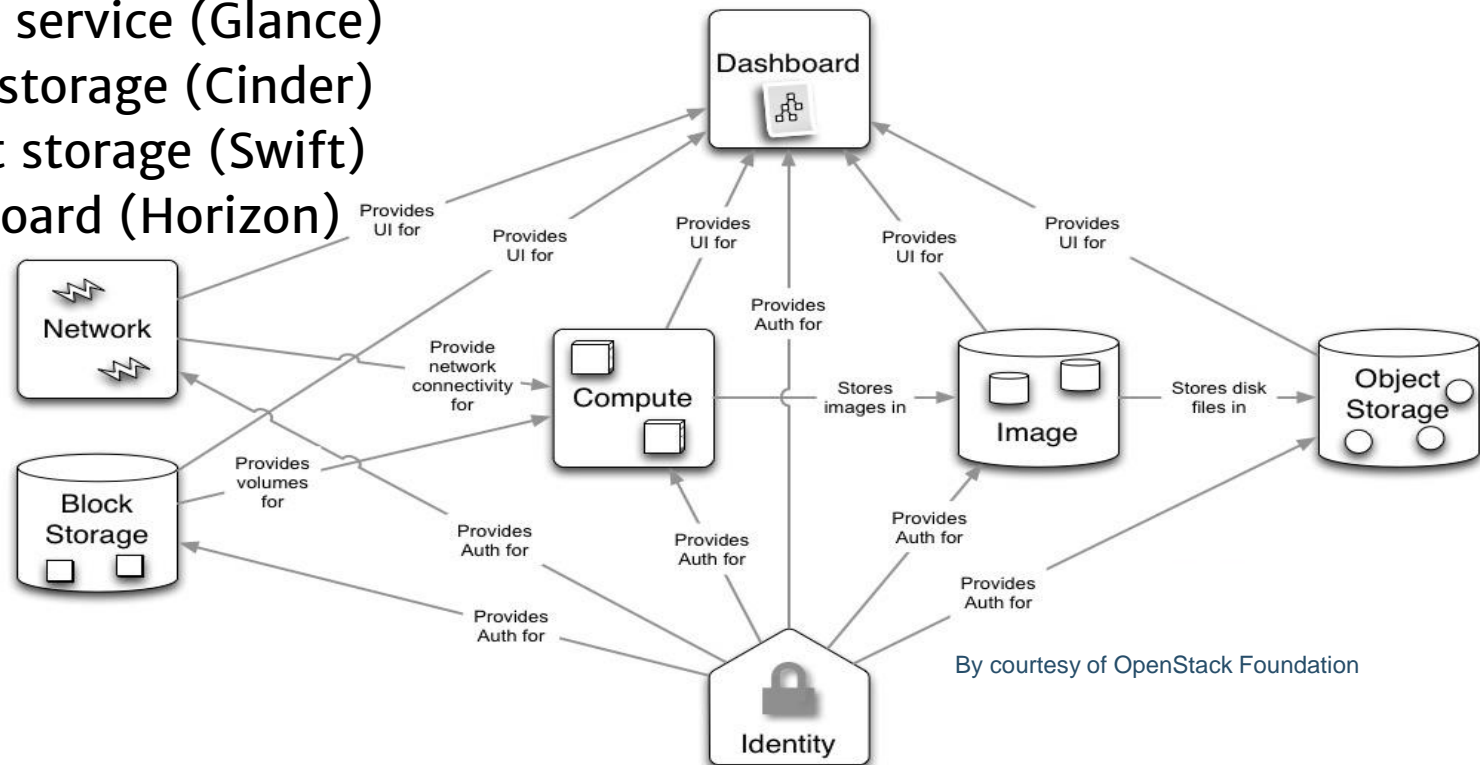 service (Glance)
storage (Cinder)
storage (Swift)
oard (Horizon)
Dashboard
Provides
UI for
Provides
UI for
Provides
UI for
Provides
UI for
Provides
UI for
Provides
Auth for
Network
Provide
network
connectivity
for
Compute
Stores
images in
Image
Stores disk
files in
Object
Storage
Block
Storage
Provides
volumes
for
Provides
Auth for
Provides
Auth for
Provides
Auth for
Provides
Auth for
Provides
Auth for
Identity
By courtesy of OpenStack Foundation